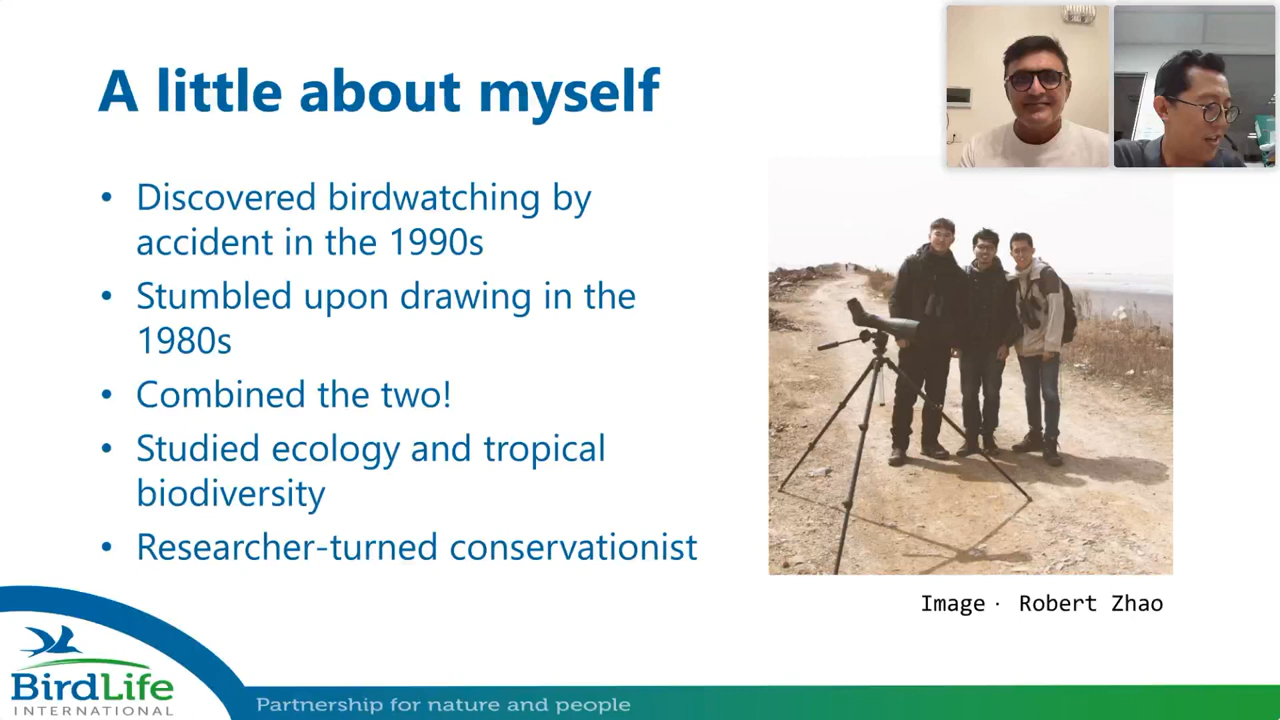 A little about myself
• Discovered birdwatching by
accident in the 1990s
• Stumbled upon drawing in the
1980s
• Combined the two!
• Studied ecology and tropical
biodiversity
• Researcher-turned conservationist
Image· Robert Zhao
BirdLife
INTERNATIONAL
Partnership for nature and people